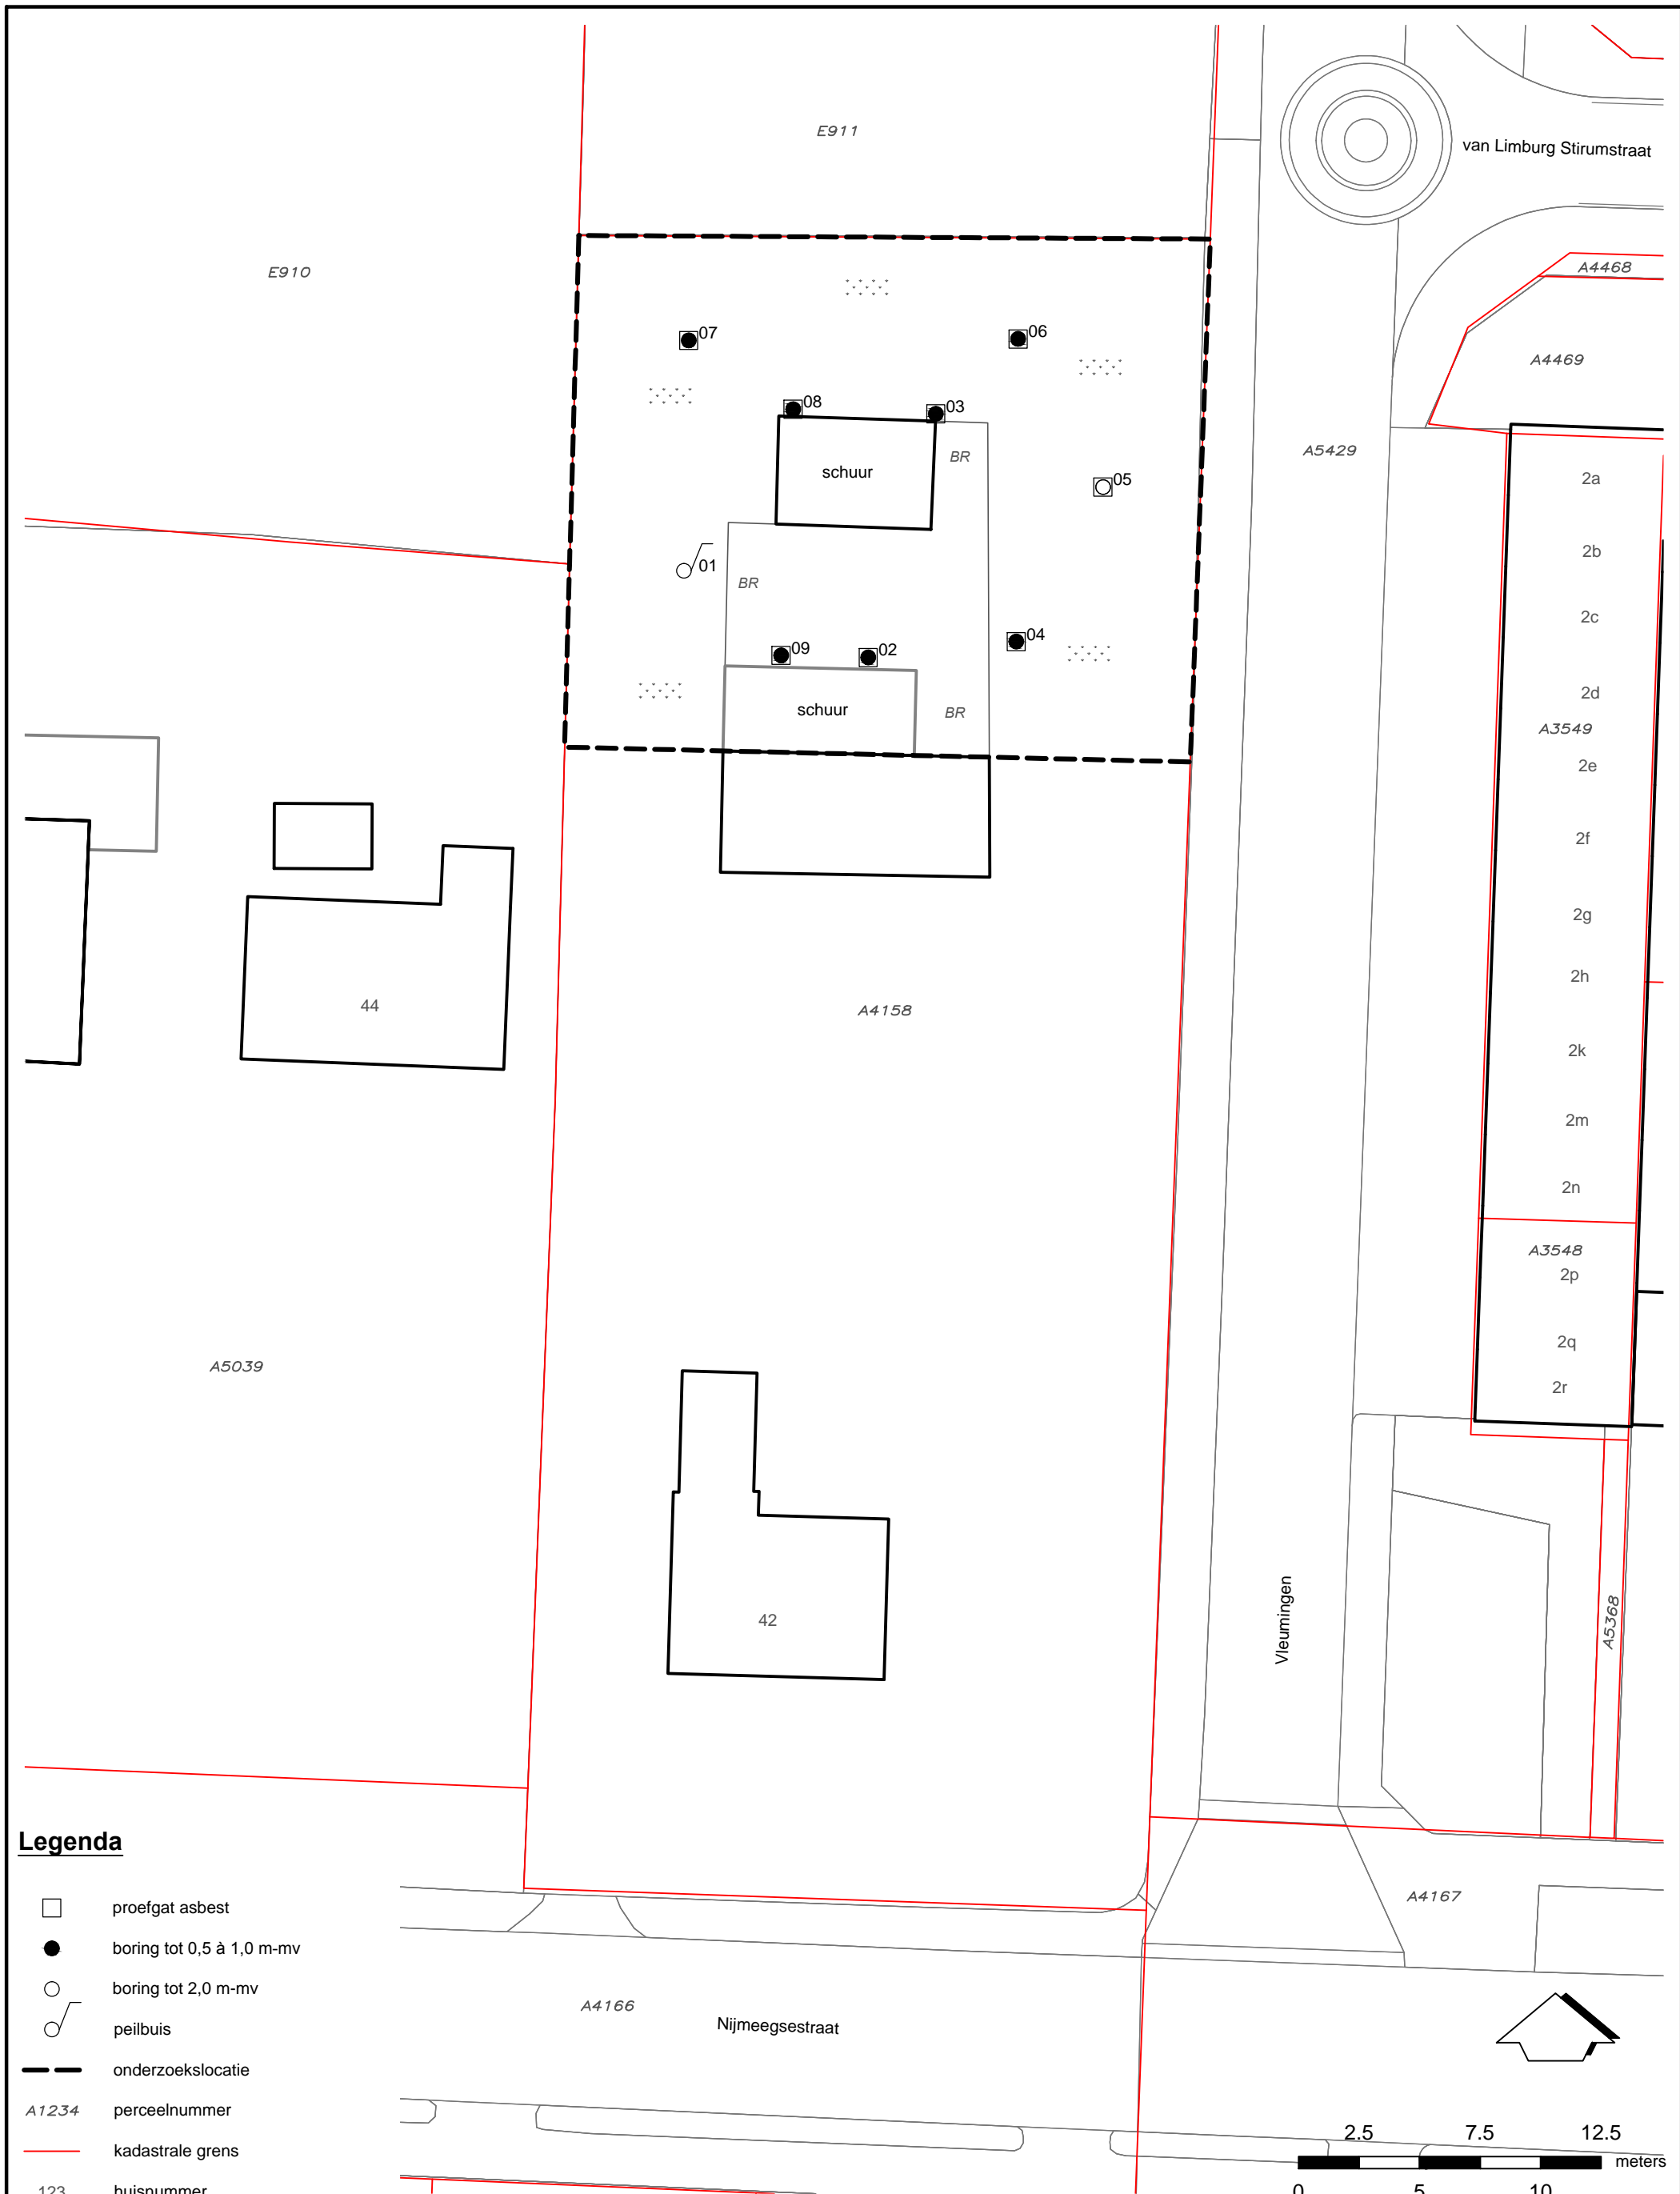 E911
van Limburg Stirumstraat
E910
A4468
07
06
A4469
08
03
A5429
BR
schuur
2a
05
2b
01
BR
2c
04
09
02
2d
schuur
BR
A3549
2e
2f
2g
2h
44
A4158
2k
2m
2n
A3548
2p
A5039
2q
2r
42
Vleumingen
A5368
Legenda
A4167
proefgat asbest
boring tot 0,5 à 1,0 m-mv
boring tot 2,0 m-mv
A4166
Nijmeegsestraat
peilbuis
onderzoekslocatie
A1234 perceelnummer
2.5 7.5 12.5
kadastrale grens
meters
123 huisnummer
0 5 10